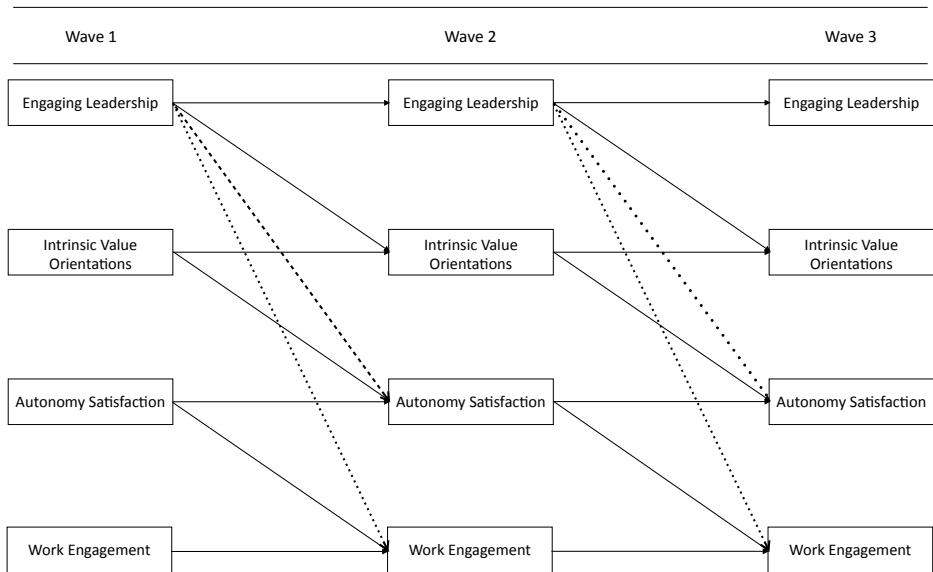 Wave 1
Wave 2
Wave 3
Engaging Leadership
Engaging Leadership
Engaging Leadership
Intrinsic Value
Orientations
Intrinsic Value
Orientations
Intrinsic Value
Orientations
Autonomy Satisfaction
Autonomy Satisfaction
Autonomy Satisfaction
Work Engagement
Work Engagement
Work Engagement